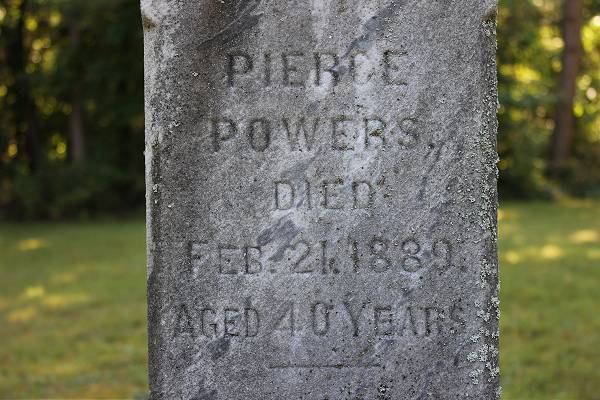 PIERCE
POWERS.
DIED
FEB. 21, 1889.
AGED 40 YEARS